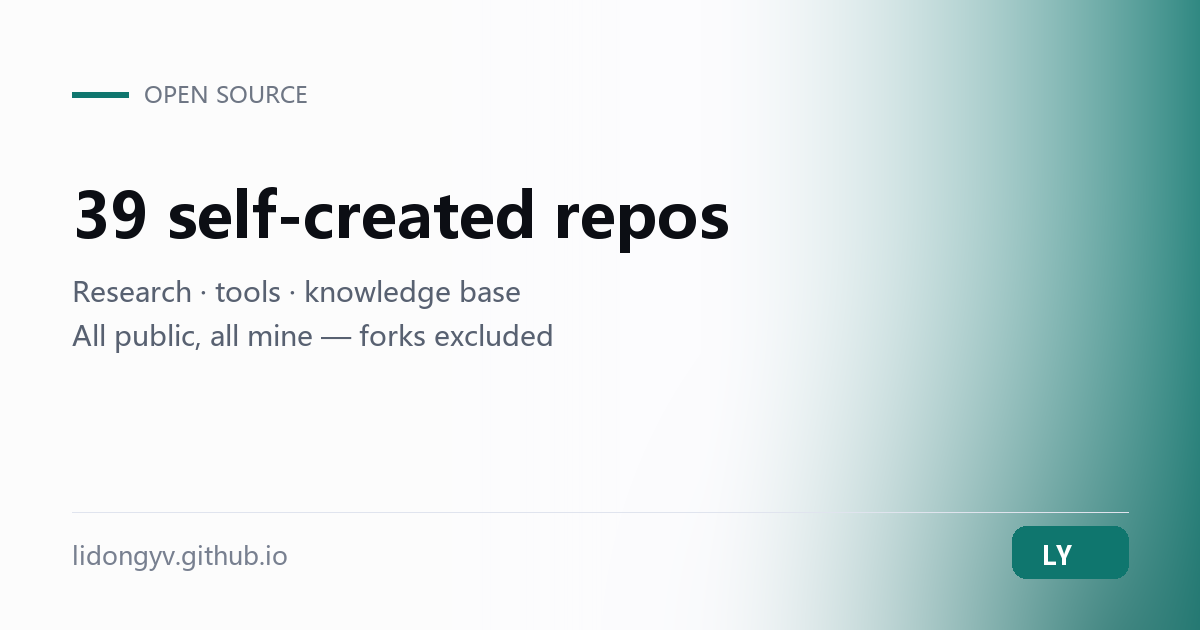 OPEN SOURCE
39 self-created repos
Research · tools · knowledge base
All public, all mine — forks excluded
lidongyv.github.io
LY